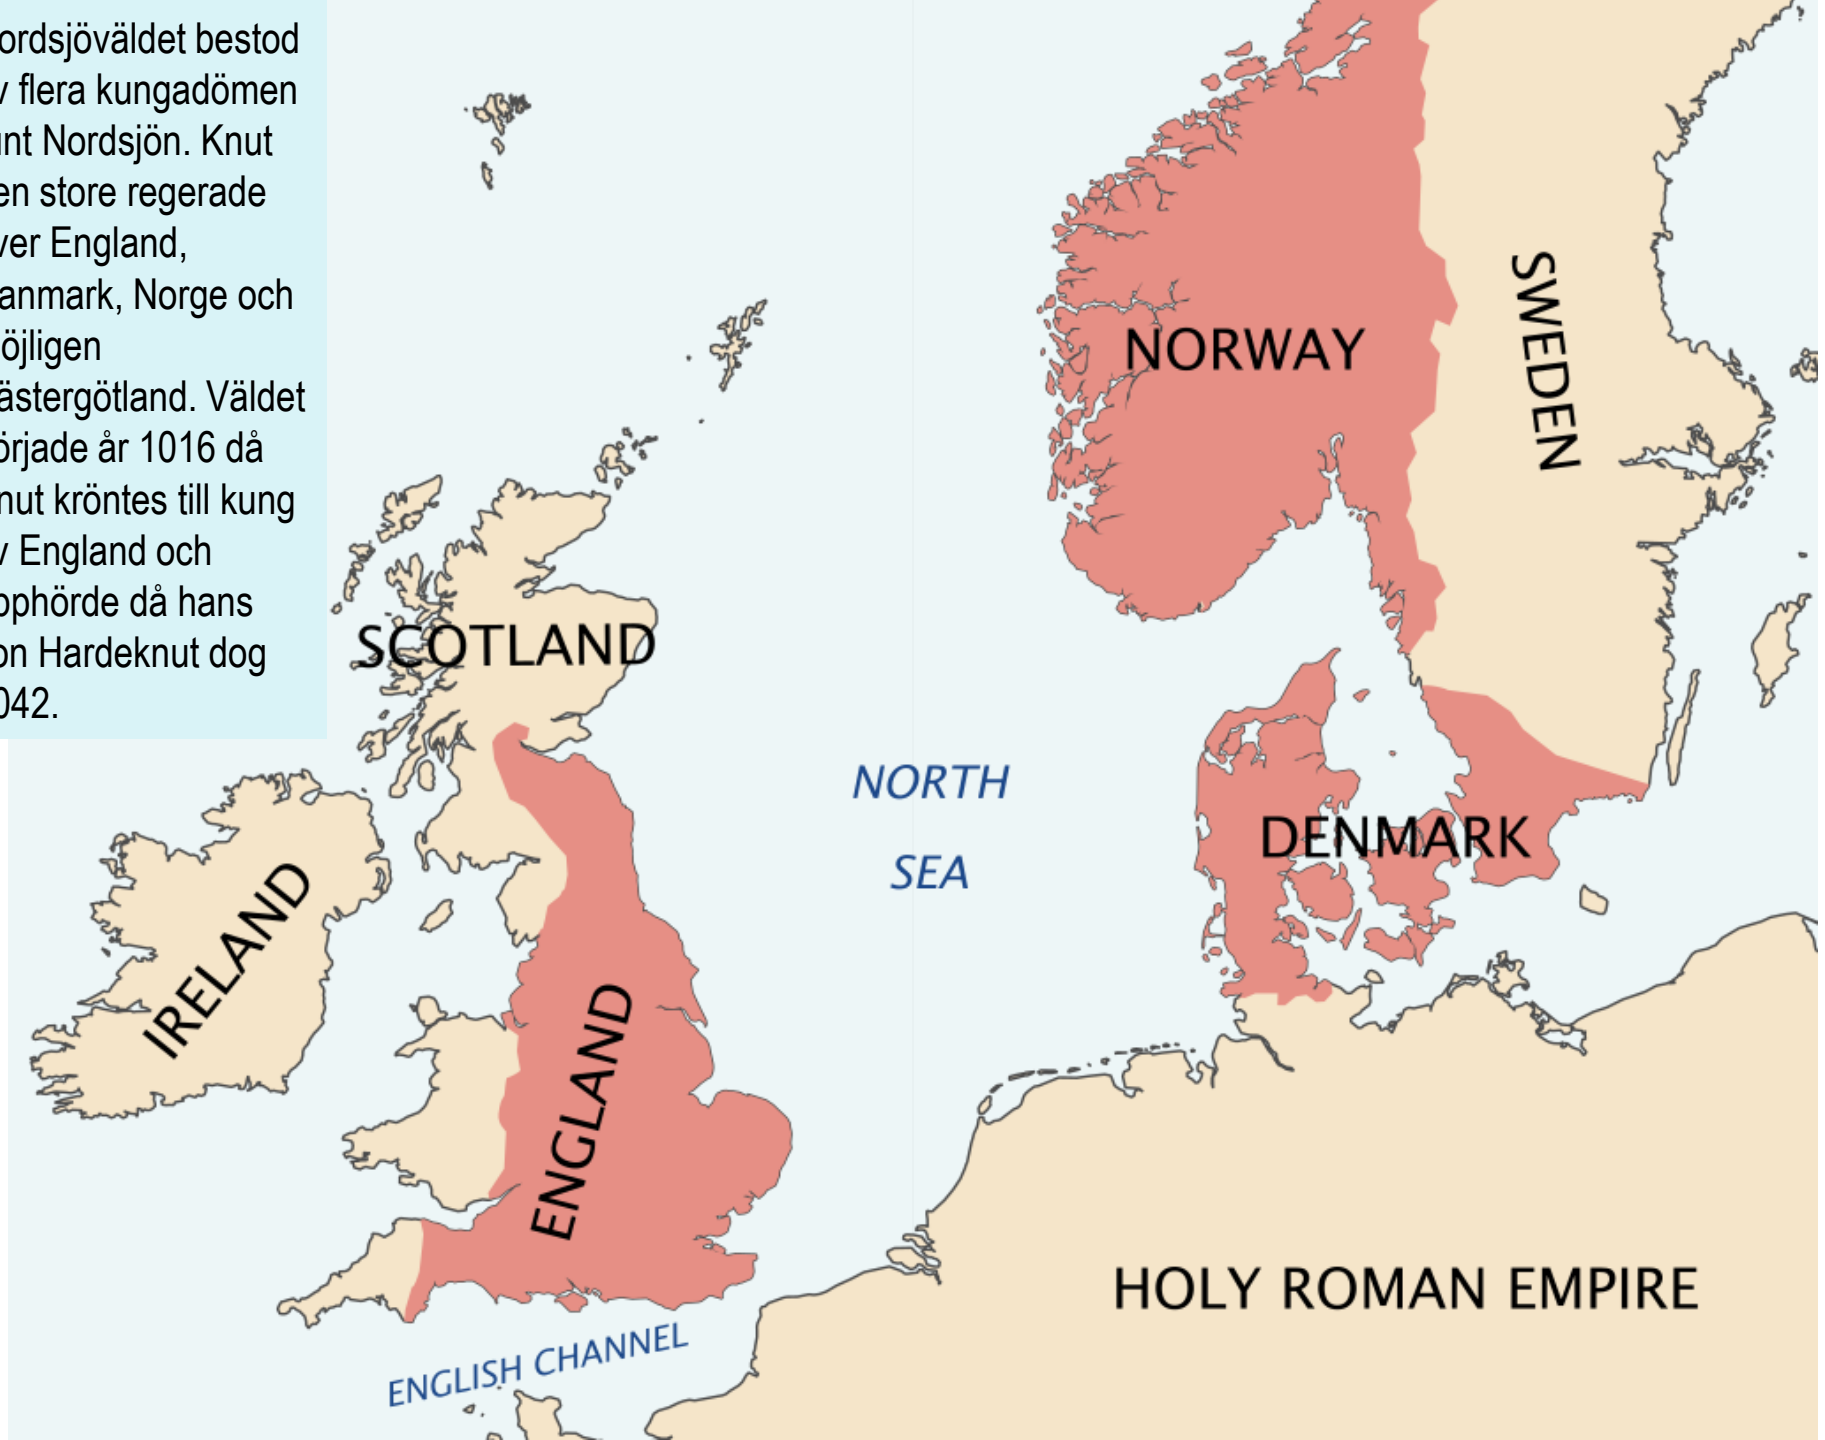 ordsjöväldet bestod
v flera kungadömen
unt Nordsjön. Knut
en store regerade
ver England,
anmark, Norge och
öjligen
ästergötland. Väldet
örjade år 1016 då
nut kröntes till kung
v England och
pphörde då hans
on Hardeknut dog
042.
NORWAY
SWEDEN
SCOTLAND
NORTH
SEA
DENMARK
IRELAND
ENGLAND
HOLY ROMAN EMPIRE
ENGLISH CHANNEL